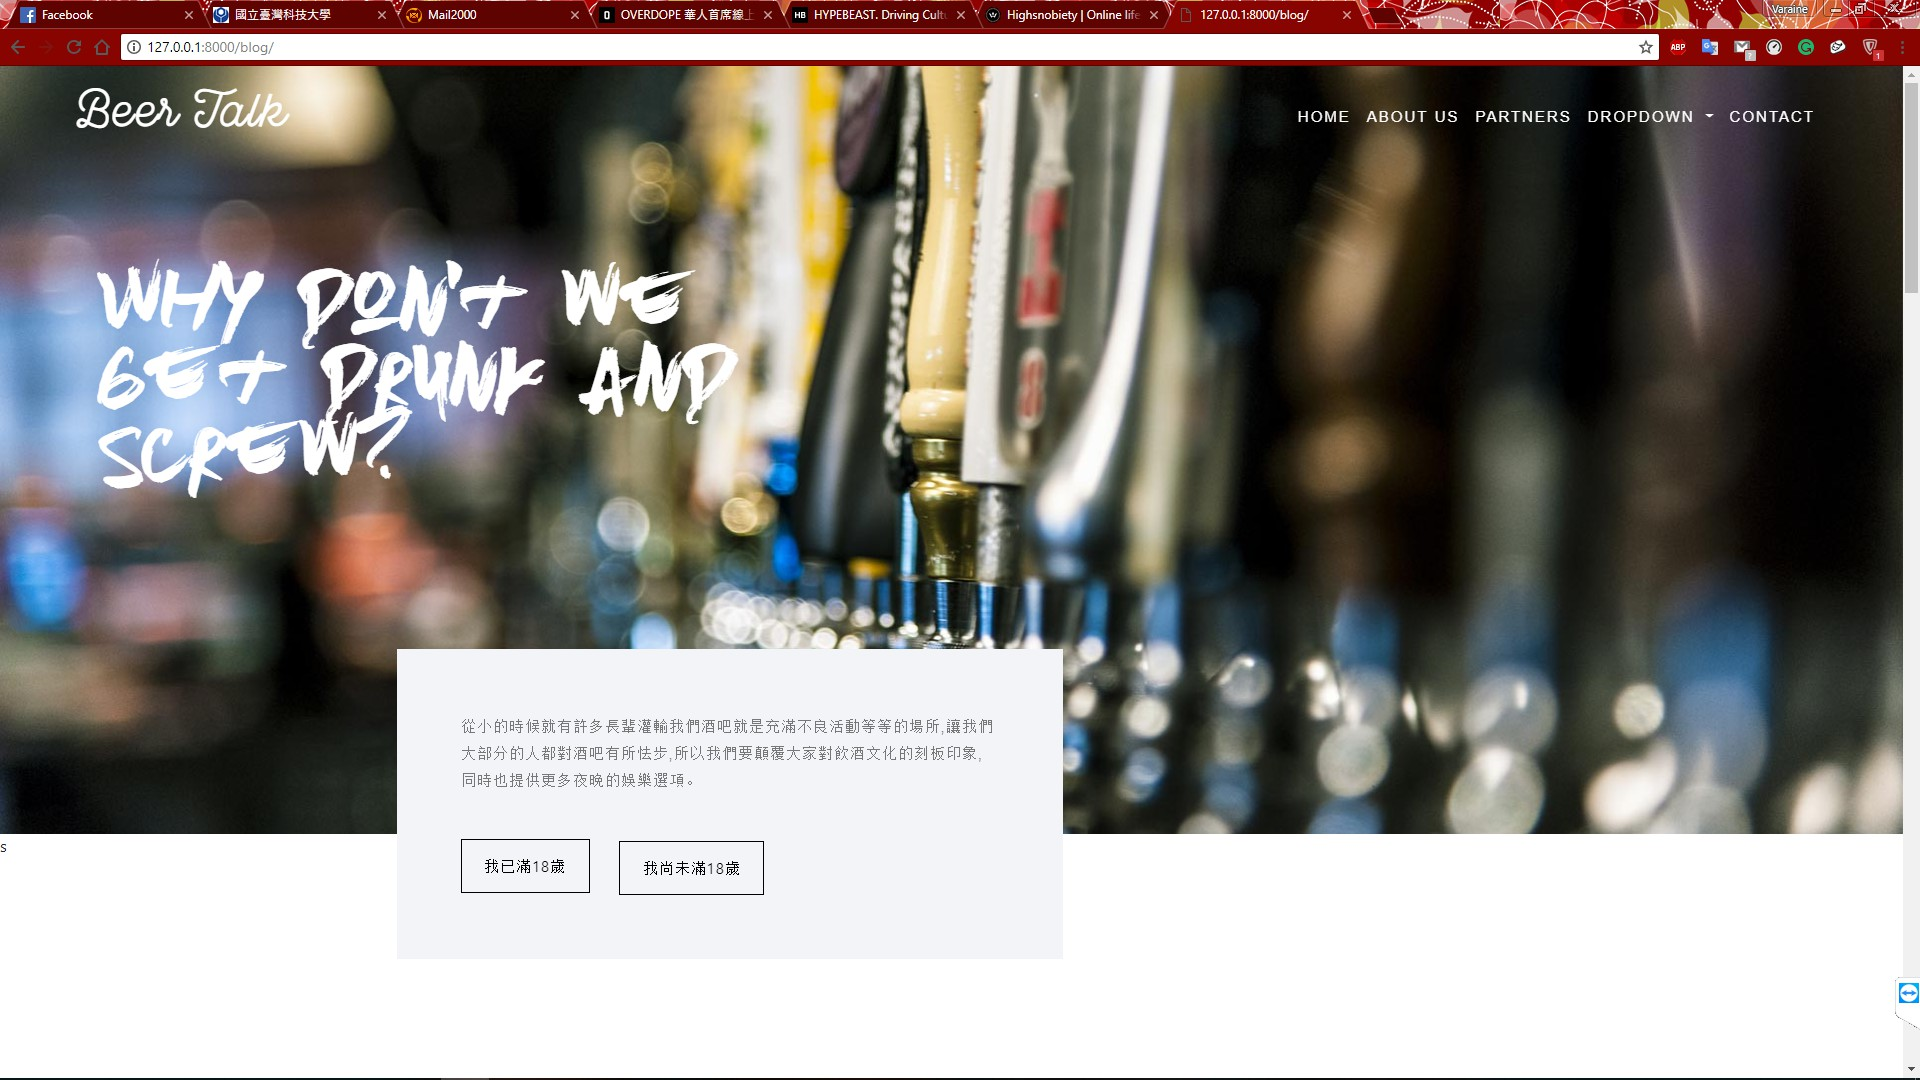 Facebook
國立臺灣科技大學
Mail2000
OVERDOPE 華人首席線上
HYPEBEAST. Driving Cultu
Highsnobiety | Online life
127.0.0.1:8000/blog/
Varaine
127.0.0.1:8000/blog/
ABP
1
Beer Talk
HOME ABOUT US PARTNERS DROPDOWN CONTACT
WHY DON'T WE
GET DRUNK AND
SCREW?
從小的時候就有許多長輩灌輸我們酒吧就是充滿不良活動等等的場所,讓我們
大部分的人都對酒吧有所怯步,所以我們要顛覆大家對飲酒文化的刻板印象,
同時也提供更多夜晚的娛樂選項。
s
我已滿18歲
我尚未滿18歲